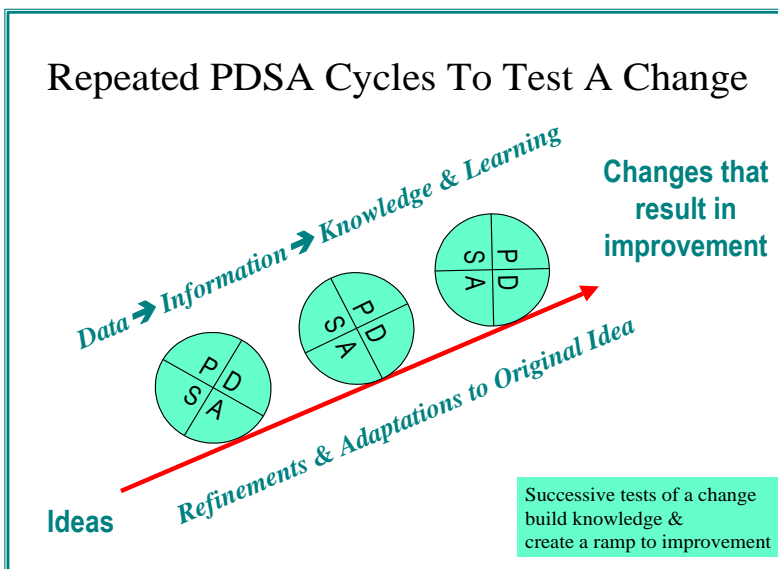 Repeated PDSA Cycles To Test A Change
Data➔Information➔Knowledge & Learning
Changes that
result in
improvement
P D
S A
P D
S A
P D
S A
Refinements & Adaptations to Original Idea
Ideas
Successive tests of a change
build knowledge &
create a ramp to improvement